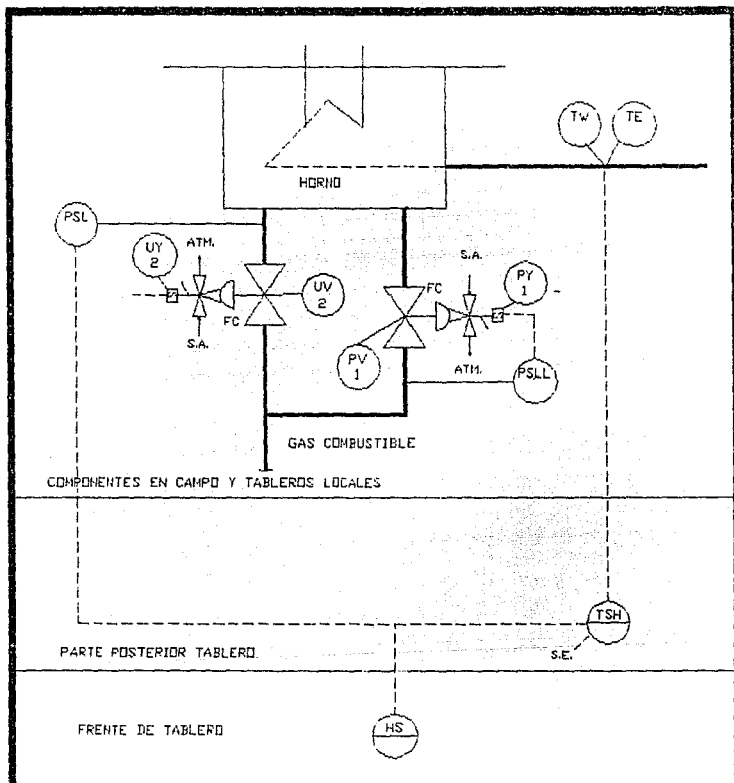 TW TE
HORNO
PSL
UY
2
ATM.
S.A.
FC
UV
2
S.A.
FC
PY
1
PV
1
ATM.
PSLL
GAS COMBUSTIBLE
COMPONENTES EN CAMPO Y TABLEROS LOCALES
TSH
S.E.
PARTE POSTERIOR TABLERO.
FRENTE DE TABLERO
HS